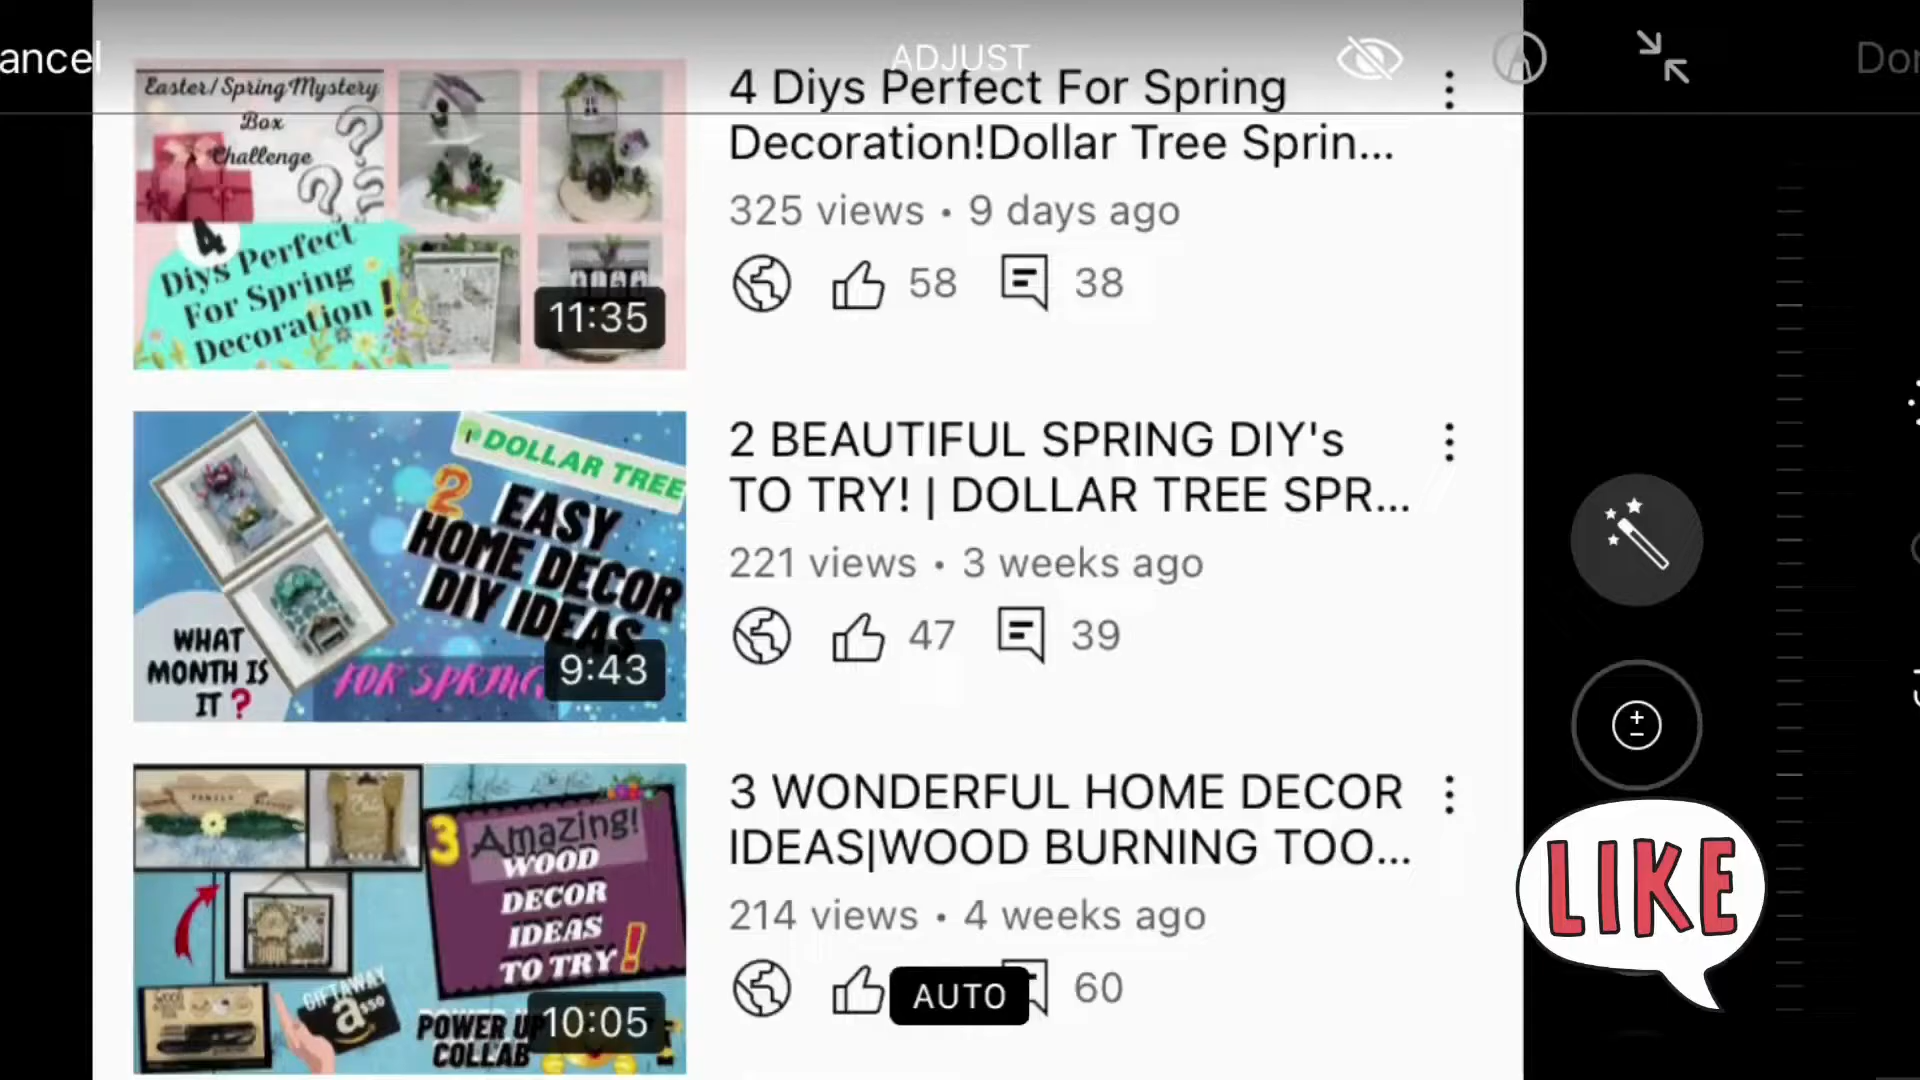 ancel
ADJUST
Don
Easter/Spring Mystery
Box
Challenge
4
Diys Perfect
For Spring
Decoration!
11:35
4 Diys Perfect For Spring
Decoration!Dollar Tree Sprin...
325 views • 9 days ago
58
38
DOLLAR TREE
2 EASY
HOME DECOR
DIY IDEAS
FOR SPRING
WHAT
MONTH IS
IT?
9:43
2 BEAUTIFUL SPRING DIY's
TO TRY! | DOLLAR TREE SPR...
221 views • 3 weeks ago
47
39
3 Amazing!
WOOD
DECOR
IDEAS
TO TRY!
GIFTAWAY
a $50
POWER UP
COLLAB
10:05
3 WONDERFUL HOME DECOR
IDEAS|WOOD BURNING TOO...
214 views • 4 weeks ago
60
AUTO
LIKE